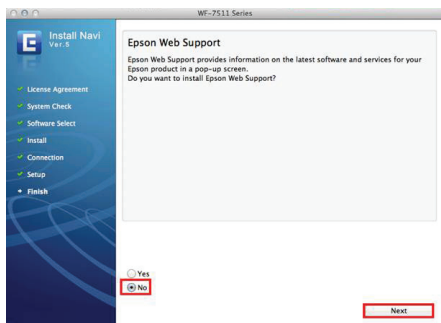 WF-7511 Series
Install Navi
Ver.5
License Agreement
System Check
Software Select
Install
Connection
Setup
Finish
Epson Web Support
Epson Web Support provides information on the latest software and services for your
Epson product in a pop-up screen.
Do you want to install Epson Web Support?
Yes
No
Next